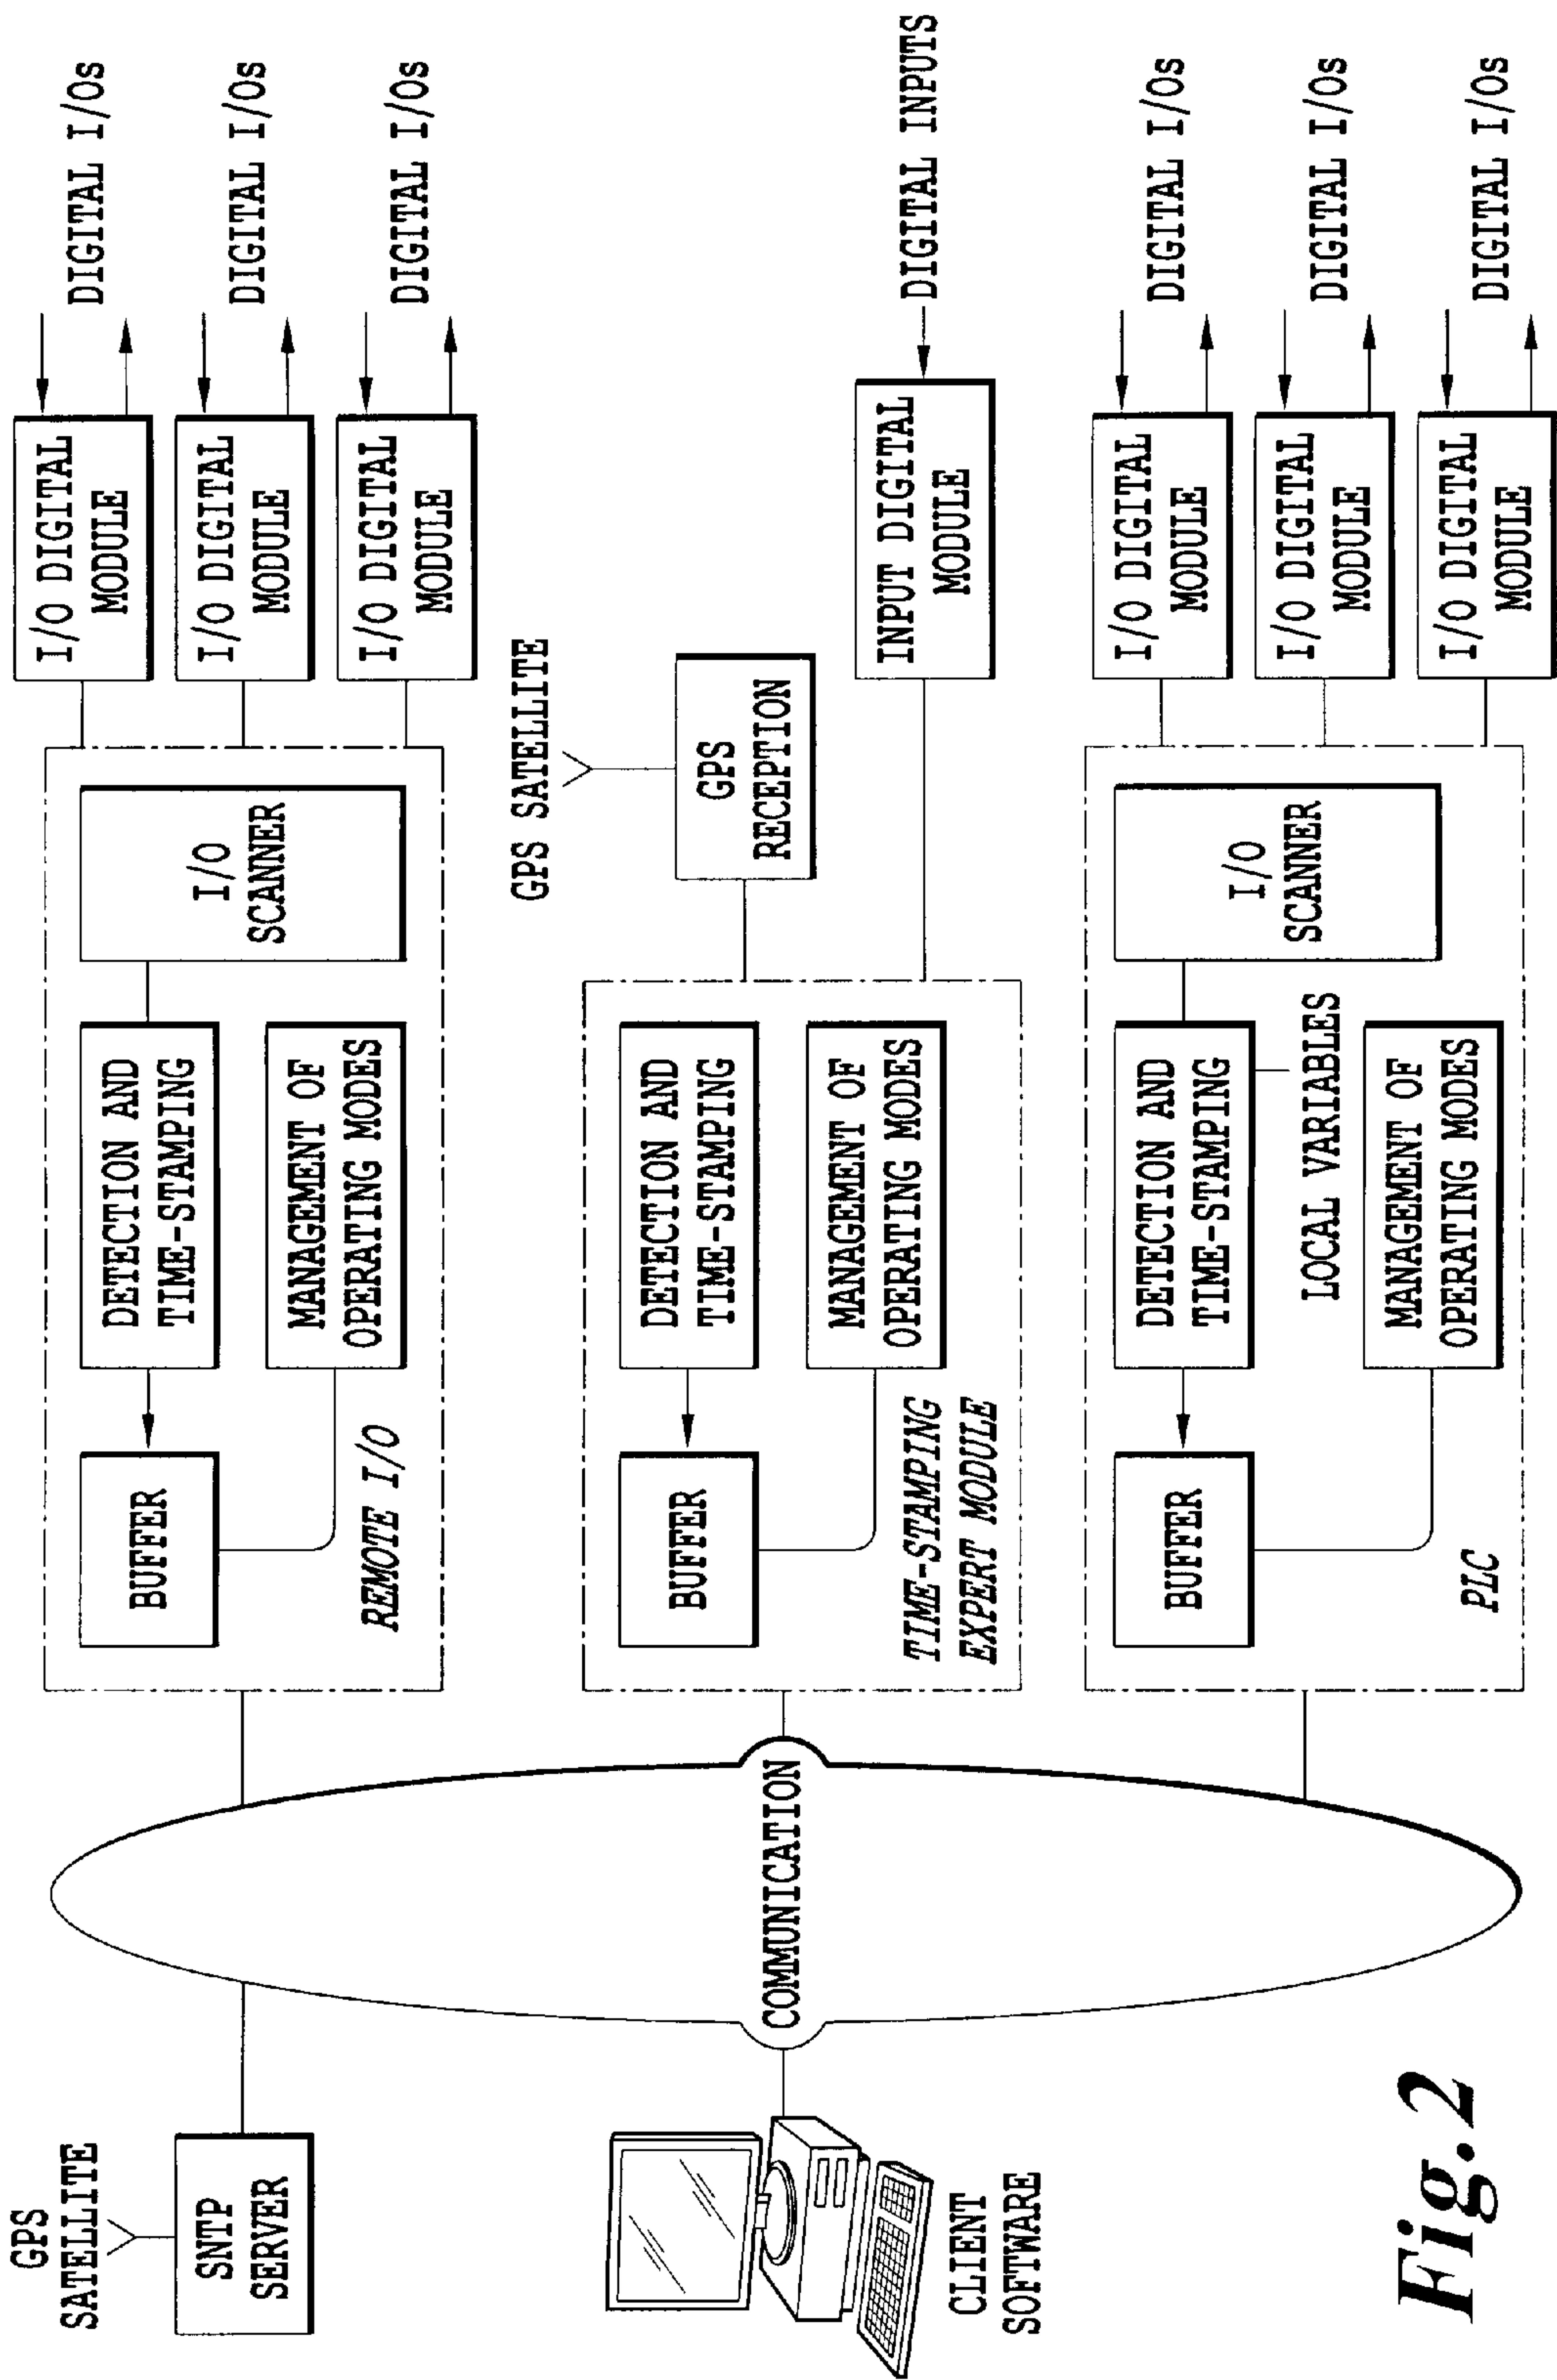 GPS
SATELLITE
SNTP
SERVER
CLIENT
SOFTWARE
COMMUNICATION
BUFFER
DETECTION AND
TIME-STAMPING
MANAGEMENT OF
OPERATING MODES
REMOTE I/O
I/O
SCANNER
I/O DIGITAL
MODULE
DIGITAL I/Os
I/O DIGITAL
MODULE
DIGITAL I/Os
I/O DIGITAL
MODULE
DIGITAL I/Os
GPS SATELLITE
GPS
RECEPTION
BUFFER
DETECTION AND
TIME-STAMPING
MANAGEMENT OF
OPERATING MODES
TIME-STAMPING
EXPERT MODULE
INPUT DIGITAL
MODULE
DIGITAL INPUTS
BUFFER
DETECTION AND
TIME-STAMPING
LOCAL VARIABLES
MANAGEMENT OF
OPERATING MODES
PLC
I/O
SCANNER
I/O DIGITAL
MODULE
DIGITAL I/Os
I/O DIGITAL
MODULE
DIGITAL I/Os
I/O DIGITAL
MODULE
DIGITAL I/Os
Fig.2